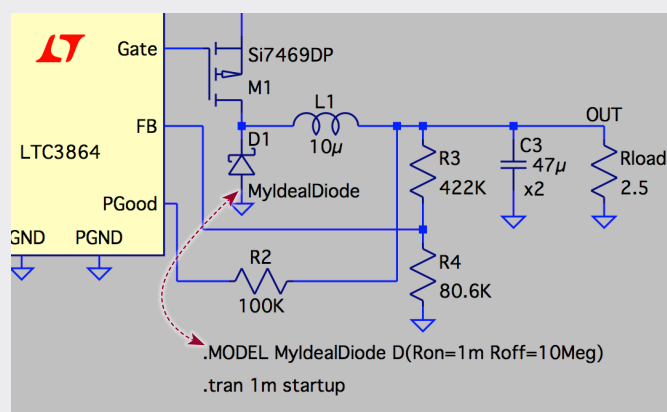 Gate
Si7469DP
M1
L1
OUT
FB
D1
10µ
C3
R3
Rload
LTC3864
47µ
422K
x2
2.5
MyIdealDiode
PGood
GND
PGND
R2
R4
100K
80.6K
.MODEL MyIdealDiode D(Ron=1m Roff=10Meg)
.tran 1m startup